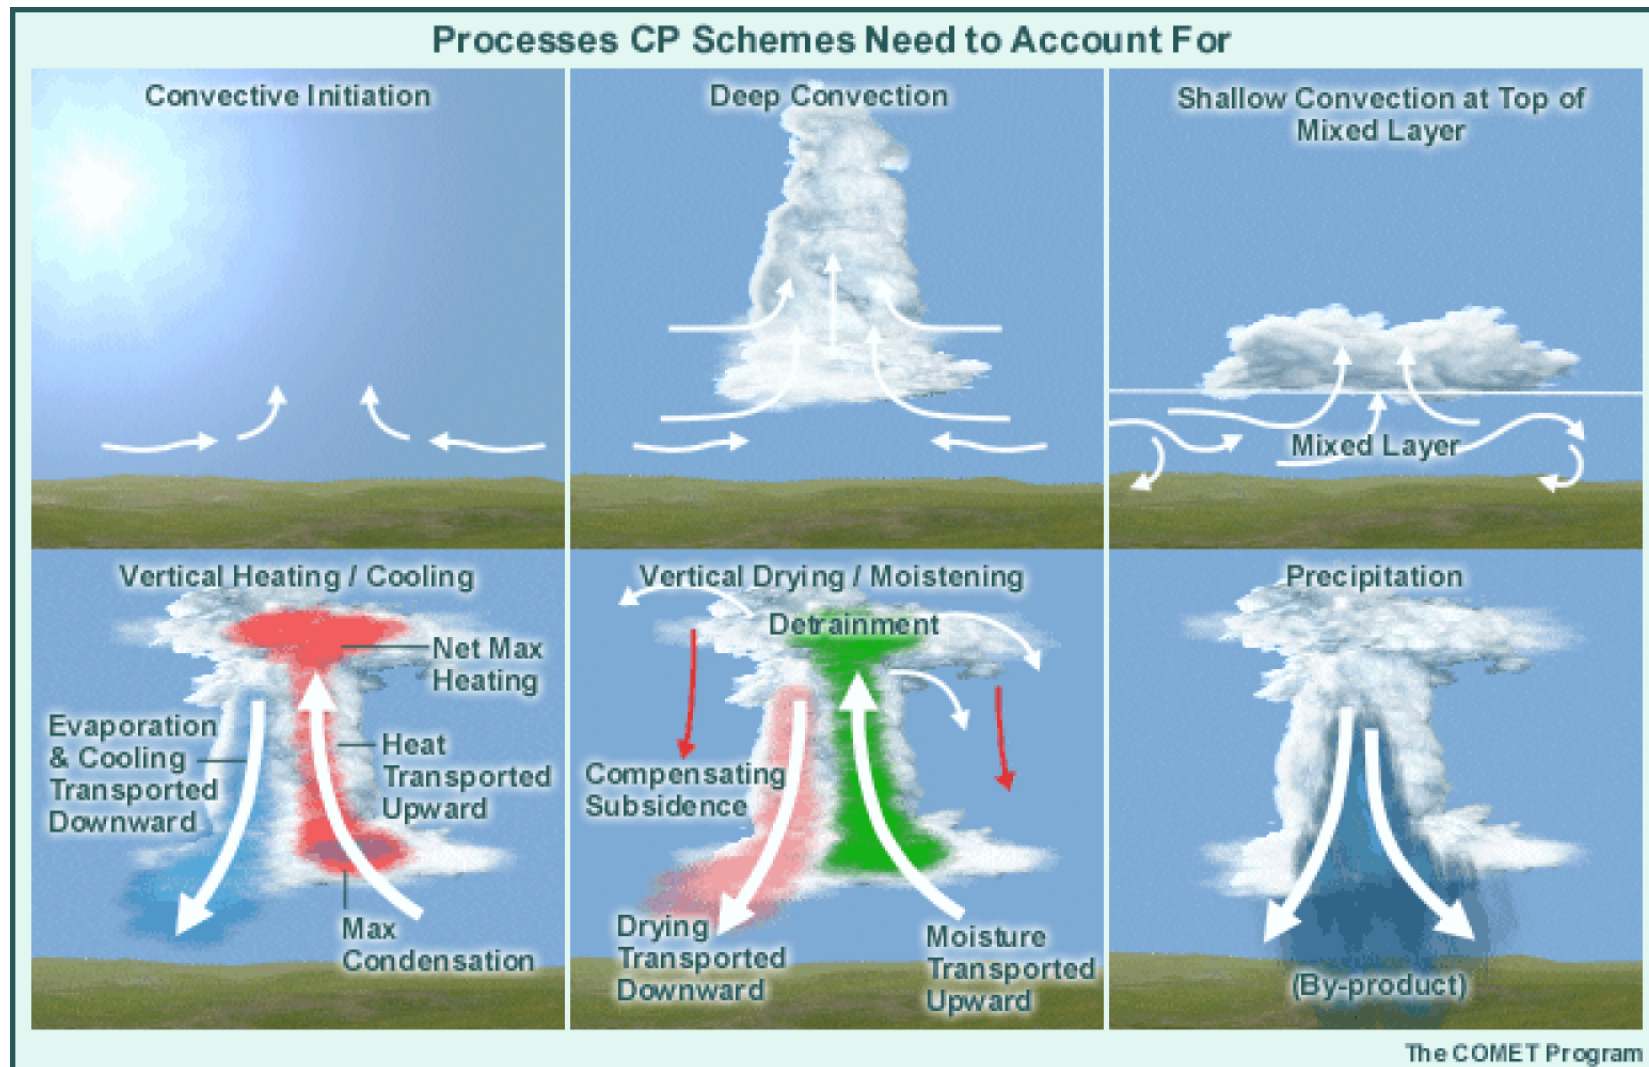 Processes CP Schemes Need to Account For
Convective Initiation
Deep Convection
Shallow Convection at Top of
Mixed Layer
Mixed Layer
Vertical Heating / Cooling
Net Max
Heating
Evaporation
& Cooling
Transported
Downward
Heat
Transported
Upward
Max
Condensation
Vertical Drying / Moistening
Detrainment
Compensating
Subsidence
Drying
Transported
Downward
Moisture
Transported
Upward
Precipitation
(By-product)
The COMET Program